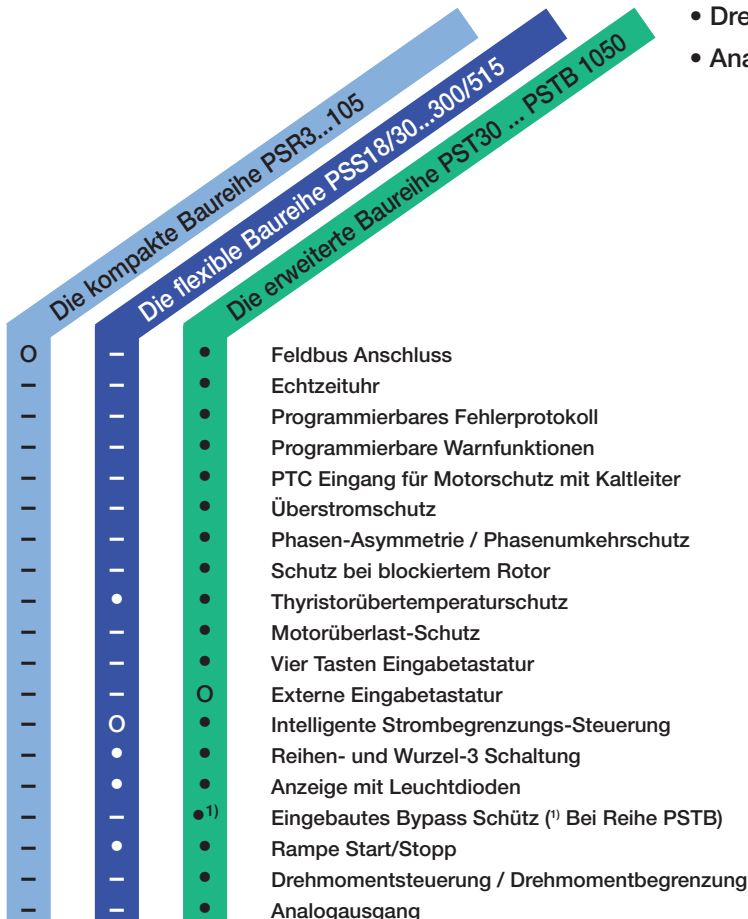 • Dre
• Ana
Die kompakte Baureihe PSR3...105
Die flexible Baureihe PSS18/30...300/515
Die erweiterte Baureihe PST30 ... PSTB 1050
O – • Feldbus Anschluss
– – • Echtzeituhr
– – • Programmierbares Fehlerprotokoll
– – • Programmierbare Warnfunktionen
– – • PTC Eingang für Motorschutz mit Kaltleiter
– – • Überstromschutz
– – • Phasen-Asymmetrie / Phasenumkehrschutz
– – • Schutz bei blockiertem Rotor
– • • Thyristorübertemperaturschutz
– – • Motorüberlast-Schutz
– – • Vier Tasten Eingabetastatur
– – O Externe Eingabetastatur
– O • Intelligente Strombegrenzungs-Steuerung
– • • Reihen- und Wurzel-3 Schaltung
– • • Anzeige mit Leuchtdioden
– – •1) Eingebautes Bypass Schütz (1) Bei Reihe PSTB)
– • • Rampe Start/Stopp
– – • Drehmomentsteuerung / Drehmomentbegrenzung
– – • Analogausgang